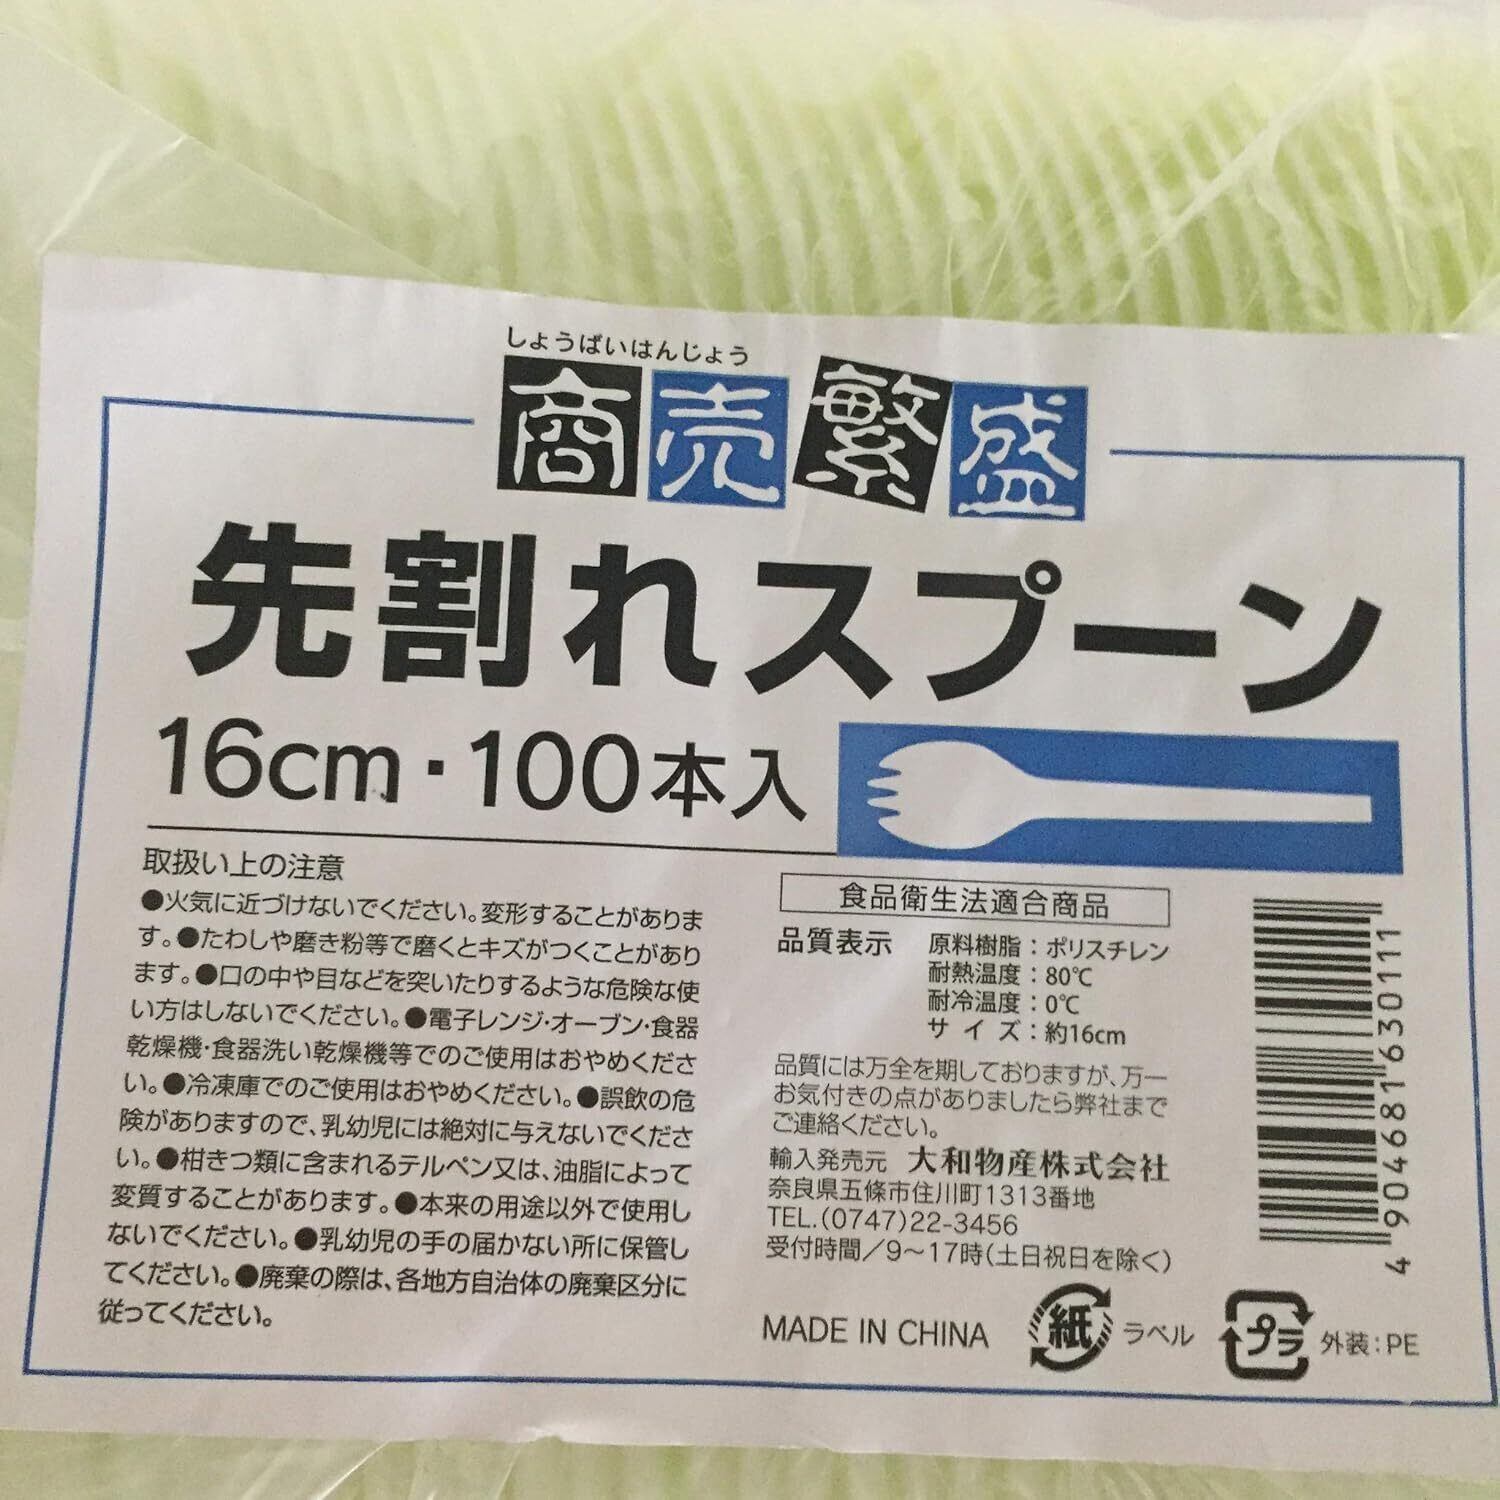 しょうばいはんじょう
商売繁盛
先割れスプーン
16cm・100本入
取扱い上の注意
●火気に近づけないでください。変形することがありま
す。●たわしや磨き粉等で磨くとキズがつくことがあり
ます。●口の中や目などを突いたりするような危険な使
い方はしないでください。●電子レンジ・オーブン・食器
乾燥機・食器洗い乾燥機等でのご使用はおやめくださ
い。●冷凍庫でのご使用はおやめください。●誤飲の危
険がありますので、乳幼児には絶対に与えないでくださ
い。●柑きつ類に含まれるテルペン又は、油脂によって
変質することがあります。●本来の用途以外で使用し
ないでください。●乳幼児の手の届かない所に保管し
てください。●廃棄の際は、各地方自治体の廃棄区分に
従ってください。
食品衛生法適合商品
品質表示 原料樹脂：ポリスチレン
耐熱温度：80℃
耐冷温度：0℃
サイズ：約16cm
品質には万全を期しておりますが、万一
お気付きの点がありましたら弊社まで
ご連絡ください。
輸入発売元 大和物産株式会社
奈良県五條市住川町1313番地
TEL.(0747)22-3456
受付時間／9〜17時(土日祝日を除く)
MADE IN CHINA 紙 ラベル プラ 外装：PE
4904681630111